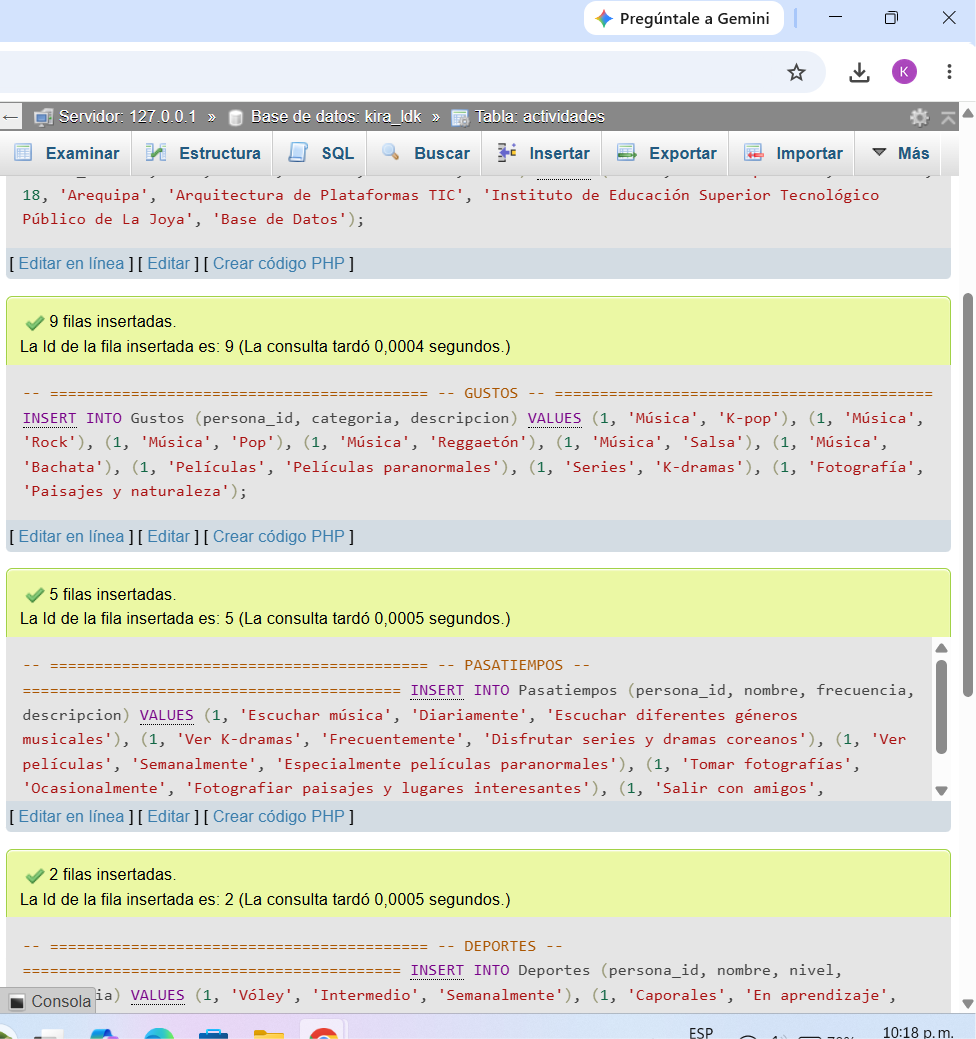 Pregúntale a Gemini
K
Servidor: 127.0.0.1 » Base de datos: kira_ldk » Tabla: actividades
Examinar Estructura SQL Buscar Insertar Exportar Importar Más
18, 'Arequipa', 'Arquitectura de Plataformas TIC', 'Instituto de Educación Superior Tecnológico
Público de La Joya', 'Base de Datos');
[ Editar en línea ] [ Editar ] [ Crear código PHP ]
9 filas insertadas.
La Id de la fila insertada es: 9 (La consulta tardó 0,0004 segundos.)
-- ========================================== -- GUSTOS -- ==========================================
INSERT INTO Gustos (persona_id, categoria, descripcion) VALUES (1, 'Música', 'K-pop'), (1, 'Música',
'Rock'), (1, 'Música', 'Pop'), (1, 'Música', 'Reggaetón'), (1, 'Música', 'Salsa'), (1, 'Música',
'Bachata'), (1, 'Películas', 'Películas paranormales'), (1, 'Series', 'K-dramas'), (1, 'Fotografía',
'Paisajes y naturaleza');
[ Editar en línea ] [ Editar ] [ Crear código PHP ]
5 filas insertadas.
La Id de la fila insertada es: 5 (La consulta tardó 0,0005 segundos.)
-- ========================================== -- PASATIEMPOS --
========================================== INSERT INTO Pasatiempos (persona_id, nombre, frecuencia,
descripcion) VALUES (1, 'Escuchar música', 'Diariamente', 'Escuchar diferentes géneros
musicales'), (1, 'Ver K-dramas', 'Frecuentemente', 'Disfrutar series y dramas coreanos'), (1, 'Ver
películas', 'Semanalmente', 'Especialmente películas paranormales'), (1, 'Tomar fotografías',
'Ocasionalmente', 'Fotografiar paisajes y lugares interesantes'), (1, 'Salir con amigos',
[ Editar en línea ] [ Editar ] [ Crear código PHP ]
2 filas insertadas.
La Id de la fila insertada es: 2 (La consulta tardó 0,0005 segundos.)
-- ========================================== -- DEPORTES --
========================================== INSERT INTO Deportes (persona_id, nombre, nivel,
Consola ia) VALUES (1, 'Vóley', 'Intermedio', 'Semanalmente'), (1, 'Caporales', 'En aprendizaje',
ESP
10:18 p. m.